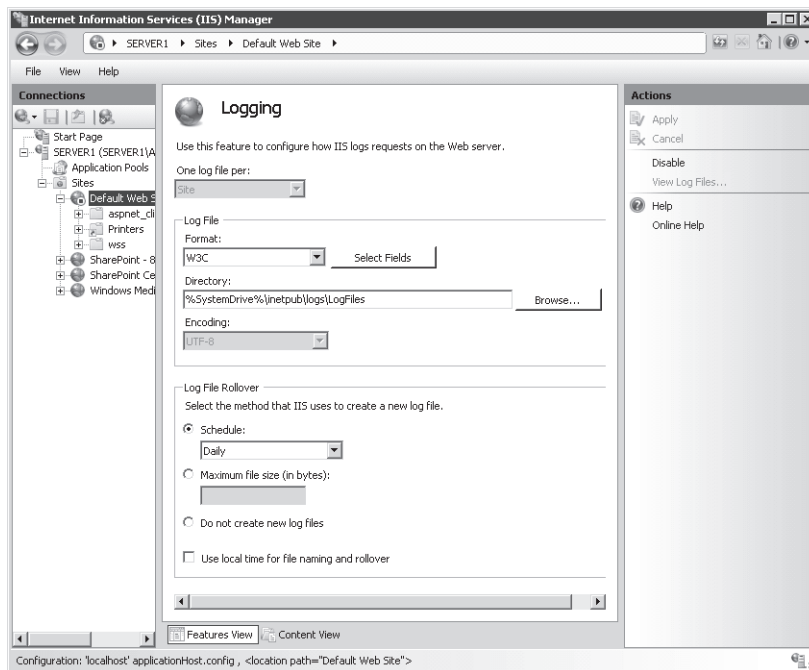 Internet Information Services (IIS) Manager
SERVER1 Sites Default Web Site
File View Help
Connections
Start Page
SERVER1 (SERVER1\A
Application Pools
Sites
Default Web S
aspnet_cli
Printers
wss
SharePoint - 8
SharePoint Ce
Windows Medi
Logging
Use this feature to configure how IIS logs requests on the Web server.
One log file per:
Site
Log File
Format:
W3C Select Fields
Directory:
%SystemDrive%\inetpub\logs\LogFiles Browse...
Encoding:
UTF-8
Log File Rollover
Select the method that IIS uses to create a new log file.
Schedule:
Daily
Maximum file size (in bytes):
Do not create new log files
Use local time for file naming and rollover
Features View Content View
Actions
Apply
Cancel
Disable
View Log Files...
Help
Online Help
Configuration: 'localhost' applicationHost.config , <location path="Default Web Site">